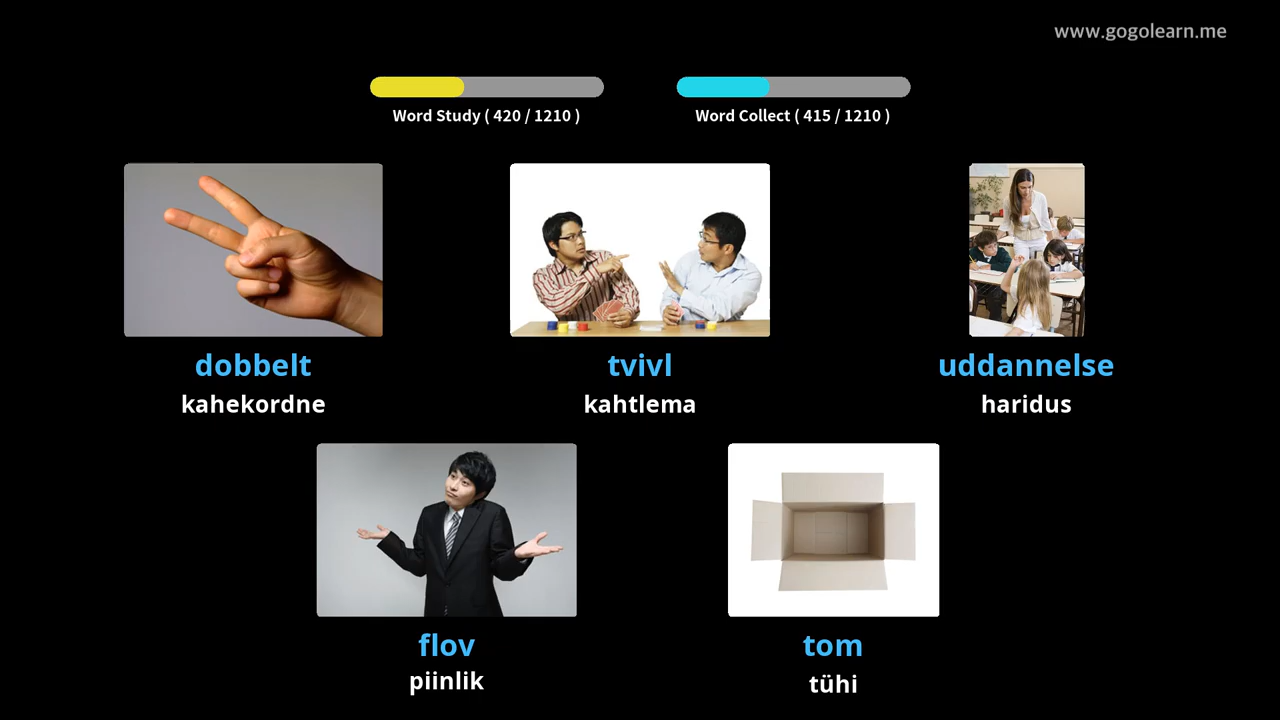 www.gogolearn.me
Word Study ( 420 / 1210 )
Word Collect ( 415 / 1210 )
dobbelt
kahekordne
tvivl
kahtlema
uddannelse
haridus
flov
piinlik
tom
tühi